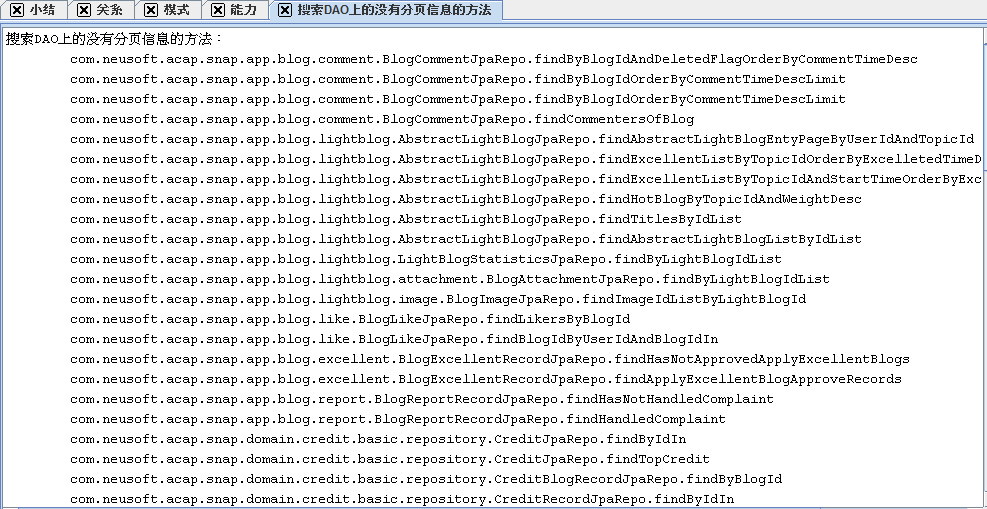 小结 关系 模式 能力 搜索DAO上的没有分页信息的方法
搜索DAO上的没有分页信息的方法：
com.neusoft.acap.snap.app.blog.comment.BlogCommentJpaRepo.findByBlogIdAndDeletedFlagOrderByCommentTimeDesc
com.neusoft.acap.snap.app.blog.comment.BlogCommentJpaRepo.findByBlogIdOrderByCommentTimeDescLimit
com.neusoft.acap.snap.app.blog.comment.BlogCommentJpaRepo.findByBlogIdOrderByCommentTimeDescLimit
com.neusoft.acap.snap.app.blog.comment.BlogCommentJpaRepo.findCommentersOfBlog
com.neusoft.acap.snap.app.blog.lightblog.AbstractLightBlogJpaRepo.findAbstractLightBlogEntyPageByUserIdAndTopicId
com.neusoft.acap.snap.app.blog.lightblog.AbstractLightBlogJpaRepo.findExcellentListByTopicIdOrderByExcelletedTimeD
com.neusoft.acap.snap.app.blog.lightblog.AbstractLightBlogJpaRepo.findExcellentListByTopicIdAndStartTimeOrderByExc
com.neusoft.acap.snap.app.blog.lightblog.AbstractLightBlogJpaRepo.findHotBlogByTopicIdAndWeightDesc
com.neusoft.acap.snap.app.blog.lightblog.AbstractLightBlogJpaRepo.findTitlesByIdList
com.neusoft.acap.snap.app.blog.lightblog.AbstractLightBlogJpaRepo.findAbstractLightBlogListByIdList
com.neusoft.acap.snap.app.blog.lightblog.LightBlogStatisticsJpaRepo.findByLightBlogIdList
com.neusoft.acap.snap.app.blog.lightblog.attachment.BlogAttachmentJpaRepo.findByLightBlogIdList
com.neusoft.acap.snap.app.blog.lightblog.image.BlogImageJpaRepo.findImageIdListByLightBlogId
com.neusoft.acap.snap.app.blog.like.BlogLikeJpaRepo.findLikersByBlogId
com.neusoft.acap.snap.app.blog.like.BlogLikeJpaRepo.findBlogIdByUserIdAndBlogIdIn
com.neusoft.acap.snap.app.blog.excellent.BlogExcellentRecordJpaRepo.findHasNotApprovedApplyExcellentBlogs
com.neusoft.acap.snap.app.blog.excellent.BlogExcellentRecordJpaRepo.findApplyExcellentBlogApproveRecords
com.neusoft.acap.snap.app.blog.report.BlogReportRecordJpaRepo.findHasNotHandledComplaint
com.neusoft.acap.snap.app.blog.report.BlogReportRecordJpaRepo.findHandledComplaint
com.neusoft.acap.snap.domain.credit.basic.repository.CreditJpaRepo.findByIdIn
com.neusoft.acap.snap.domain.credit.basic.repository.CreditJpaRepo.findTopCredit
com.neusoft.acap.snap.domain.credit.basic.repository.CreditBlogRecordJpaRepo.findByBlogId
com.neusoft.acap.snap.domain.credit.basic.repository.CreditRecordJpaRepo.findByIdIn